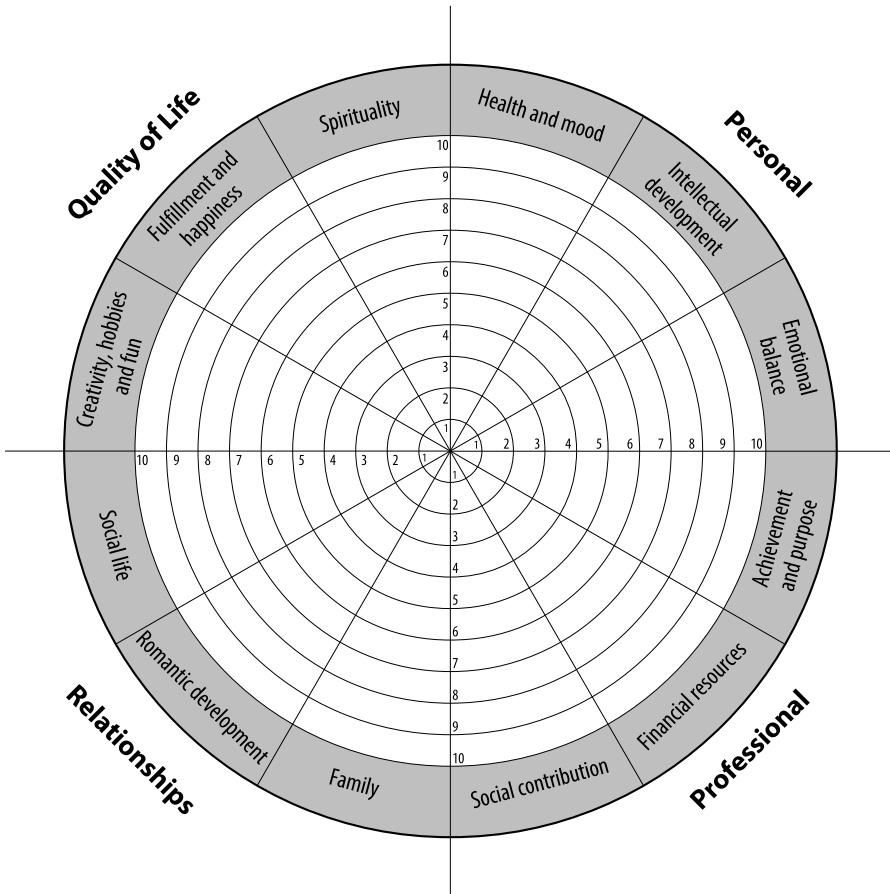 Quality of Life
Personal
Spirituality
Health and mood
Fulfillment and
happiness
Intellectual
development
Creativity, hobbies
and fun
Emotional
balance
10
9
8
7
6
5
4
3
2
1
1 2 3 4 5 6 7 8 9 10
10 9 8 7 6 5 4 3 2 1
1
2
3
4
5
6
7
8
9
10
Social life
Achievement
and purpose
Romantic development
Financial resources
Family
Social contribution
Relationships
Professional